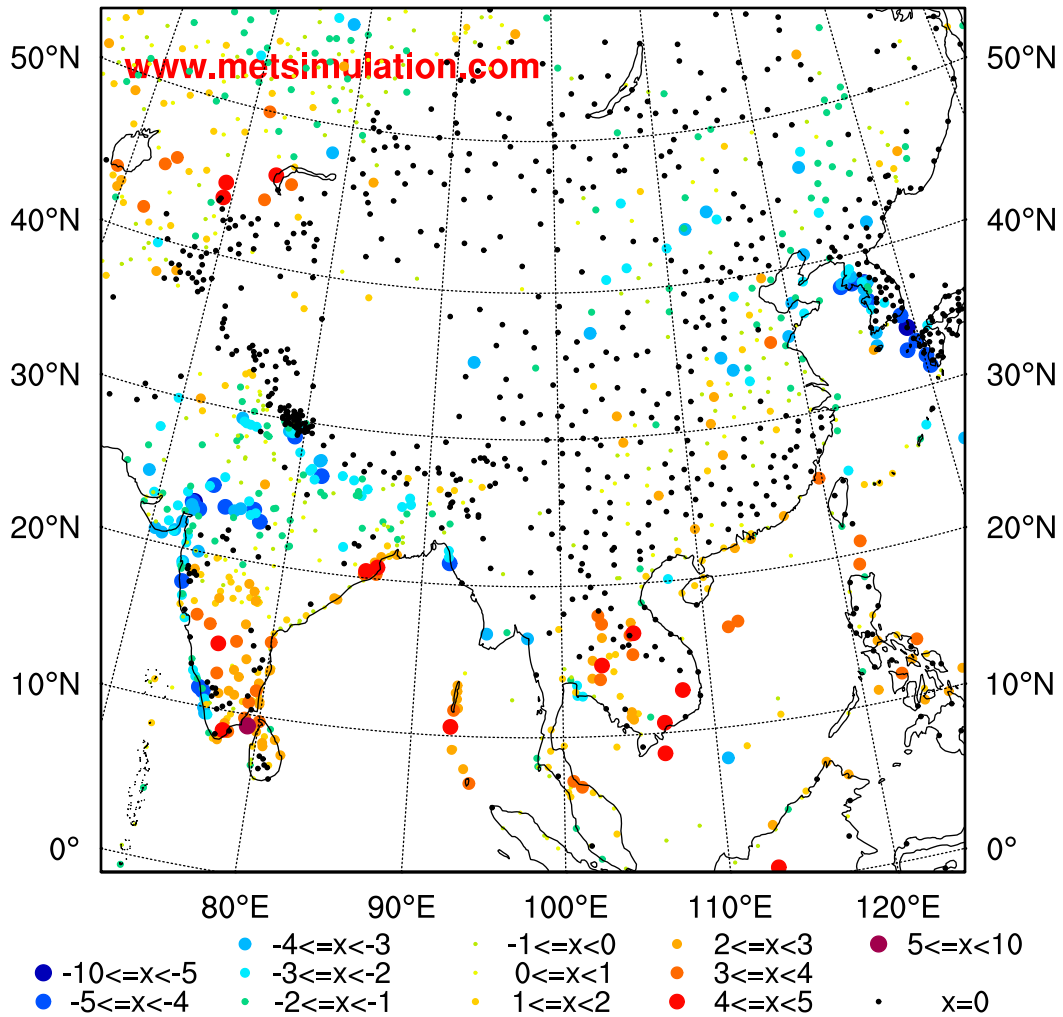 www.metsimulation.com
50°N 50°N
40°N 40°N
30°N 30°N
20°N 20°N
10°N 10°N
0° 0°
80°E 90°E 100°E 110°E 120°E
-4<=x<-3 -1<=x<0 2<=x<3 5<=x<10
-10<=x<-5 -3<=x<-2 0<=x<1 3<=x<4
-5<=x<-4 -2<=x<-1 1<=x<2 4<=x<5 x=0